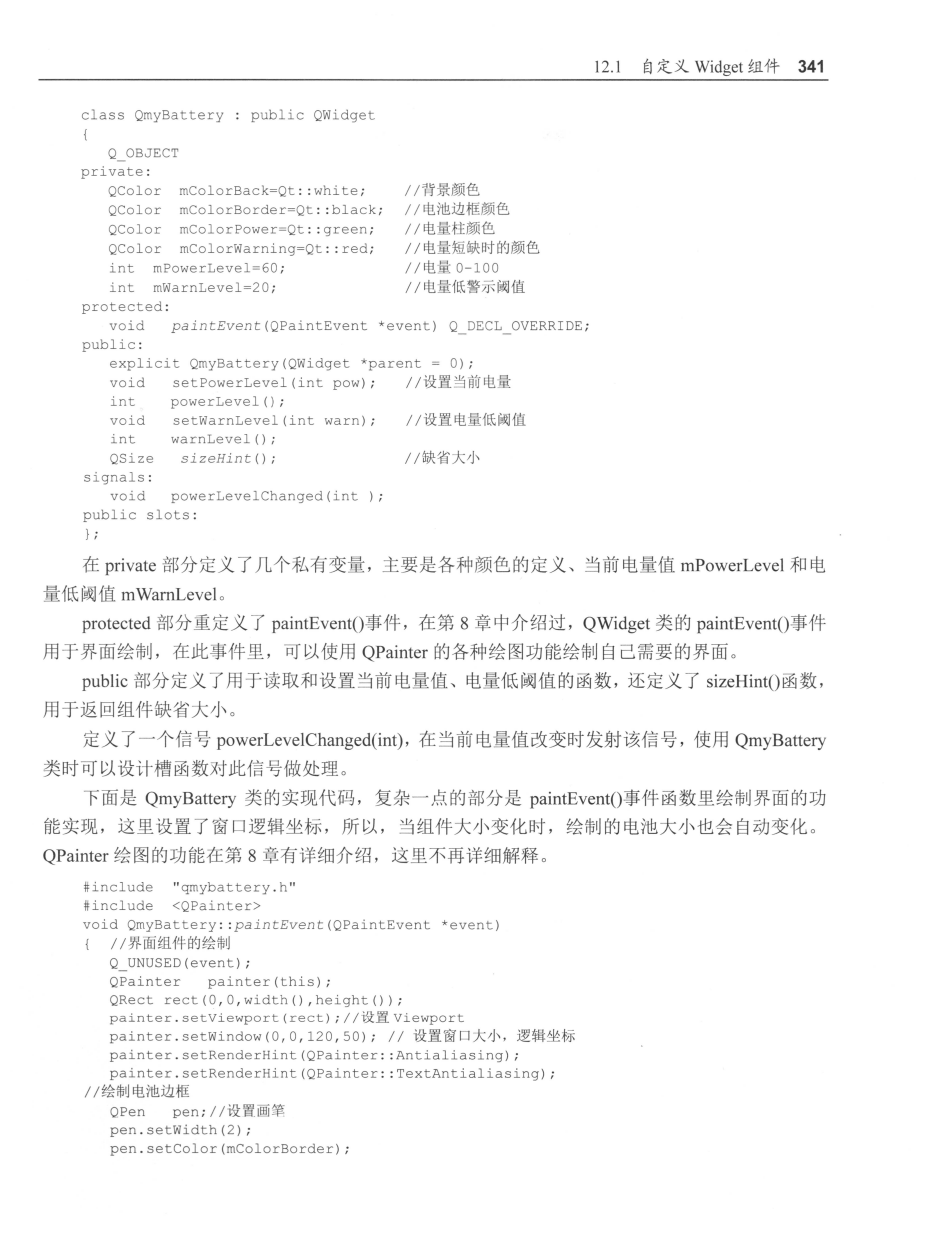 12.1 自定义 Widget 组件 341
class QmyBattery : public QWidget
{
Q_OBJECT
private:
QColor mColorBack=Qt::white; //背景颜色
QColor mColorBorder=Qt::black; //电池边框颜色
QColor mColorPower=Qt::green; //电量柱颜色
QColor mColorWarning=Qt::red; //电量短缺时的颜色
int mPowerLevel=60; //电量 0-100
int mWarnLevel=20; //电量低警示阈值
protected:
void paintEvent(QPaintEvent *event) Q_DECL_OVERRIDE;
public:
explicit QmyBattery(QWidget *parent = 0);
void setPowerLevel(int pow); //设置当前电量
int powerLevel();
void setWarnLevel(int warn); //设置电量低阈值
int warnLevel();
QSize sizeHint(); //缺省大小
signals:
void powerLevelChanged(int );
public slots:
};
在 private 部分定义了几个私有变量，主要是各种颜色的定义、当前电量值 mPowerLevel 和电
量低阈值 mWarnLevel。
protected 部分重定义了 paintEvent()事件，在第 8 章中介绍过，QWidget 类的 paintEvent()事件
用于界面绘制，在此事件里，可以使用 QPainter 的各种绘图功能绘制自己需要的界面。
public 部分定义了用于读取和设置当前电量值、电量低阈值的函数，还定义了 sizeHint()函数，
用于返回组件缺省大小。
定义了一个信号 powerLevelChanged(int)，在当前电量值改变时发射该信号，使用 QmyBattery
类时可以设计槽函数对此信号做处理。
下面是 QmyBattery 类的实现代码，复杂一点的部分是 paintEvent()事件函数里绘制界面的功
能实现，这里设置了窗口逻辑坐标，所以，当组件大小变化时，绘制的电池大小也会自动变化。
QPainter 绘图的功能在第 8 章有详细介绍，这里不再详细解释。
#include "qmybattery.h"
#include <QPainter>
void QmyBattery::paintEvent(QPaintEvent *event)
{ //界面组件的绘制
Q_UNUSED(event);
QPainter painter(this);
QRect rect(0,0,width(),height());
painter.setViewport(rect);//设置 Viewport
painter.setWindow(0,0,120,50); // 设置窗口大小，逻辑坐标
painter.setRenderHint(QPainter::Antialiasing);
painter.setRenderHint(QPainter::TextAntialiasing);
//绘制电池边框
QPen pen;//设置画笔
pen.setWidth(2);
pen.setColor(mColorBorder);